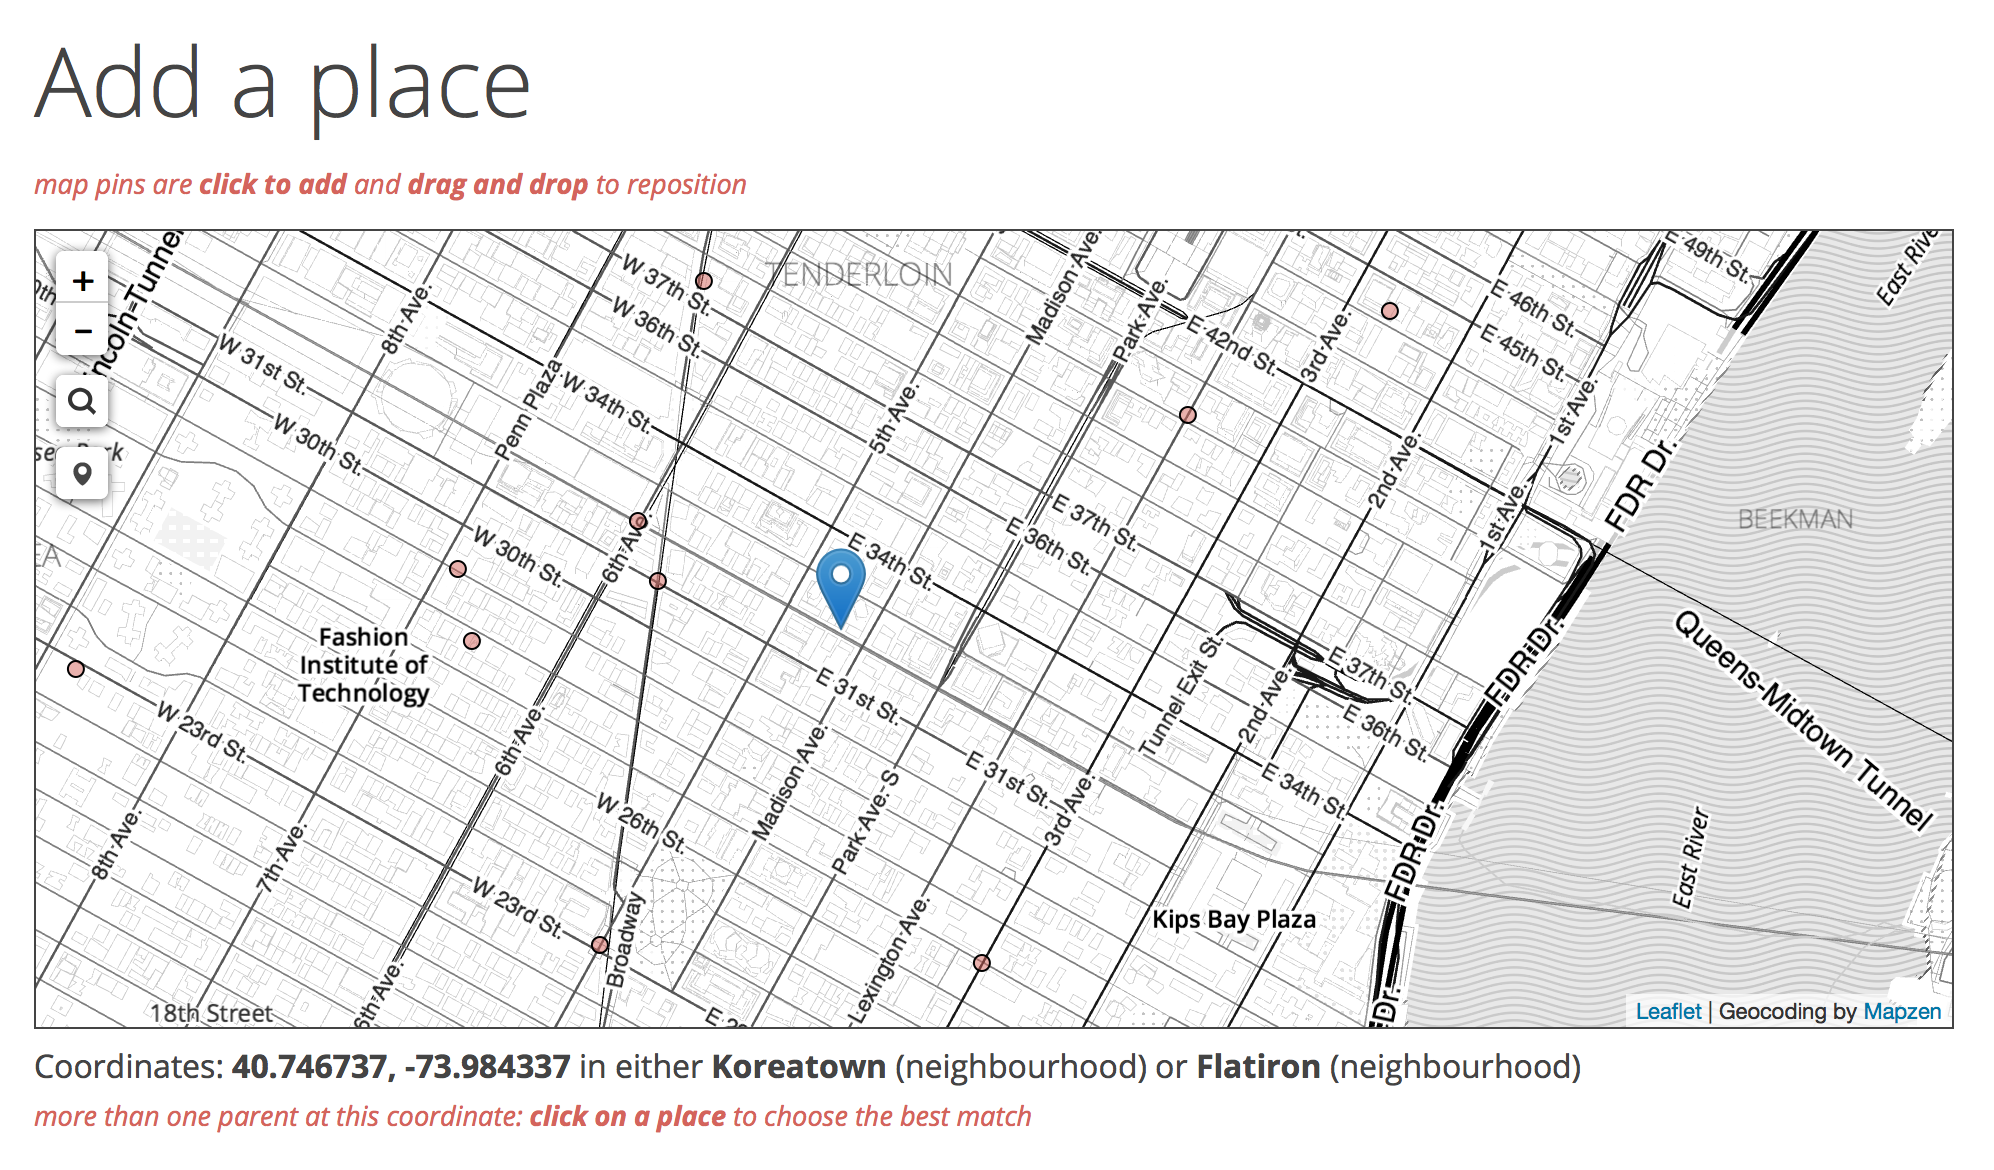 Add a place
map pins are click to add and drag and drop to reposition
+
−
W 37th St.
W 36th St.
TENDERLOIN
Madison Ave.
Park Ave.
E 42nd St.
3rd Ave.
E 46th St.
E 45th St.
E 49th St.
8th Ave.
W 31st St.
W 30th St.
Penn Plaza
W 34th St.
5th Ave.
2nd Ave.
1st Ave.
1st Ave.
FDR Dr.
BEEKMAN
W 30th St.
6th Ave.
E 34th St.
E 36th St.
E 37th St.
Fashion
Institute of
Technology
E 31st St.
Tunnel Exit St.
2nd Ave.
E 37th St.
E 36th St.
FDR Dr.
Queens-Midtown Tunnel
W 23rd St.
6th Ave.
W 26th St.
Madison Ave.
Park Ave. S
E 31st St.
3rd Ave.
E 34th St.
FDR Dr.
East River
8th Ave.
7th Ave.
W 23rd St.
Broadway
Lexington Ave.
Kips Bay Plaza
18th Street
6th Ave.
Leaflet | Geocoding by Mapzen
Coordinates: 40.746737, -73.984337 in either Koreatown (neighbourhood) or Flatiron (neighbourhood)
more than one parent at this coordinate: click on a place to choose the best match